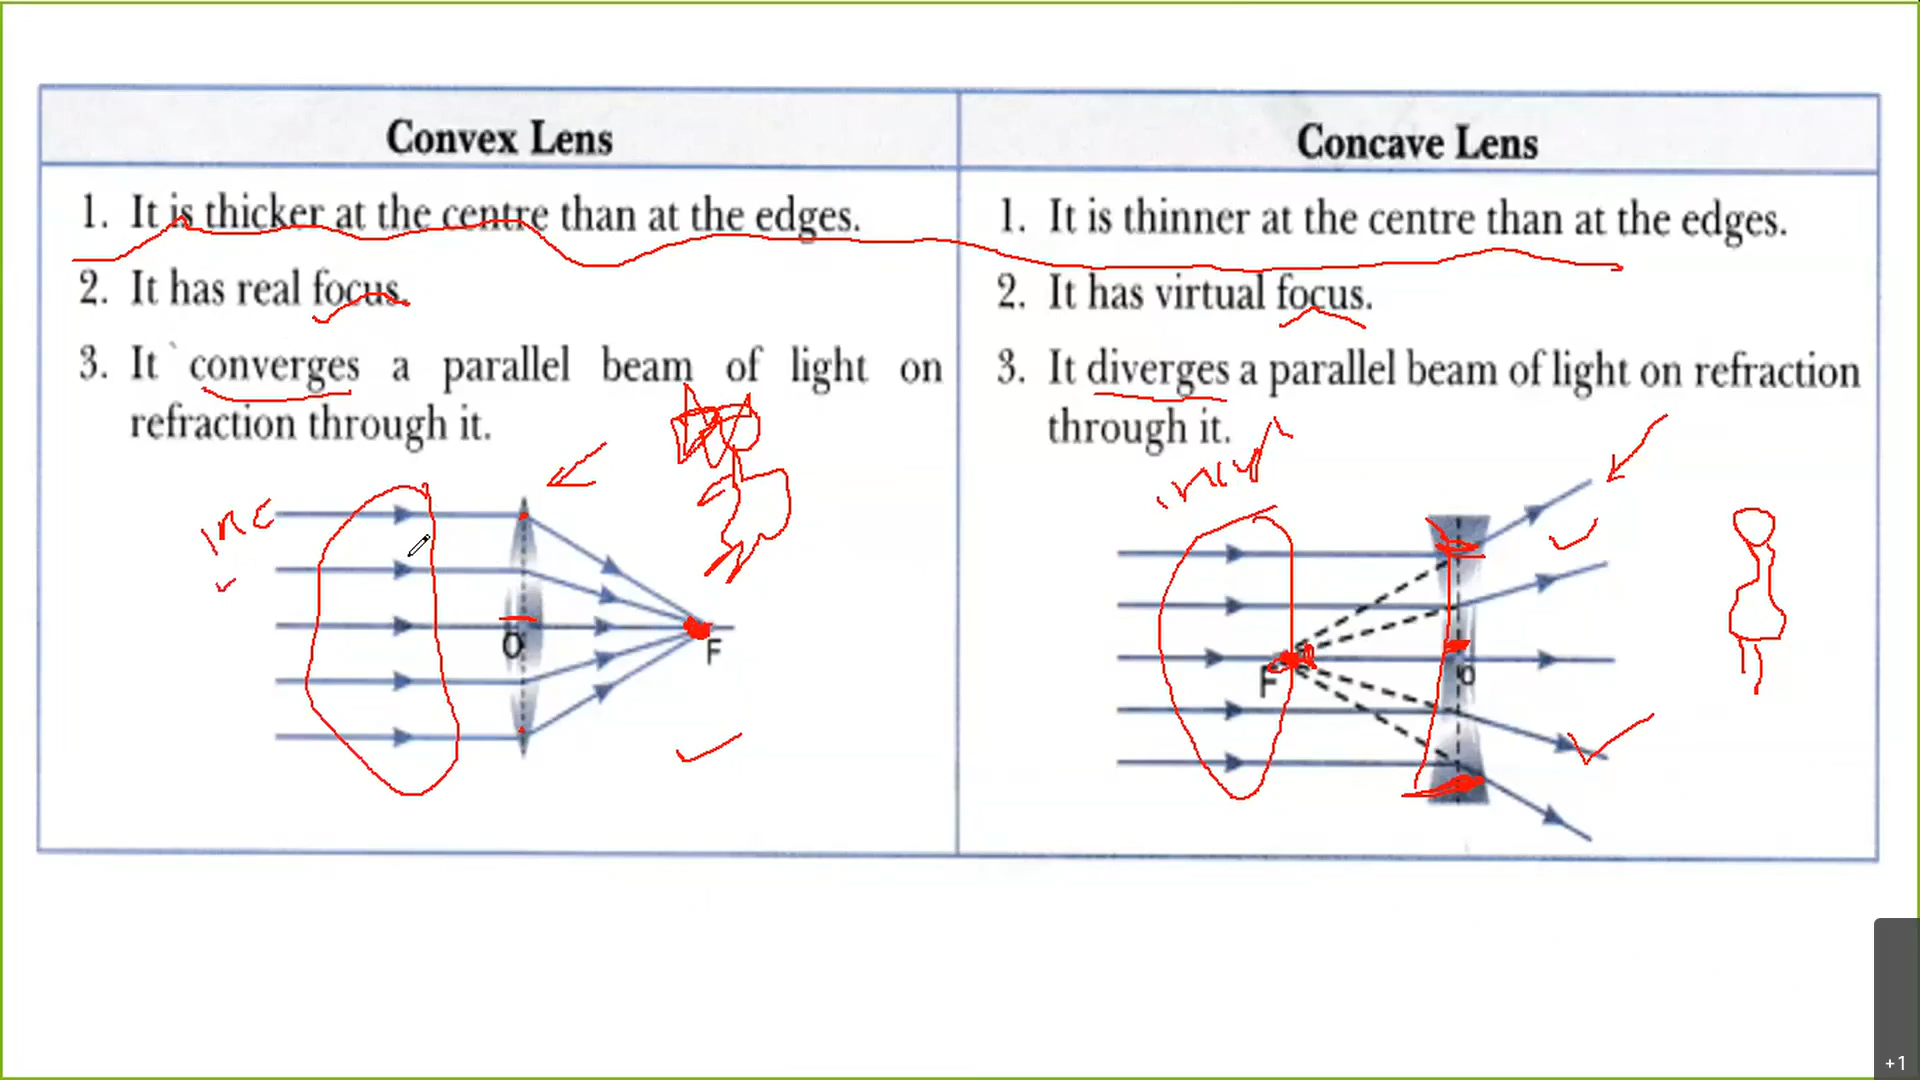 Convex Lens
1. It is thicker at the centre than at the edges.
2. It has real focus.
3. It converges a parallel beam of light on
refraction through it.
inc
O
F
Concave Lens
1. It is thinner at the centre than at the edges.
2. It has virtual focus.
3. It diverges a parallel beam of light on refraction
through it.
F
O
+1